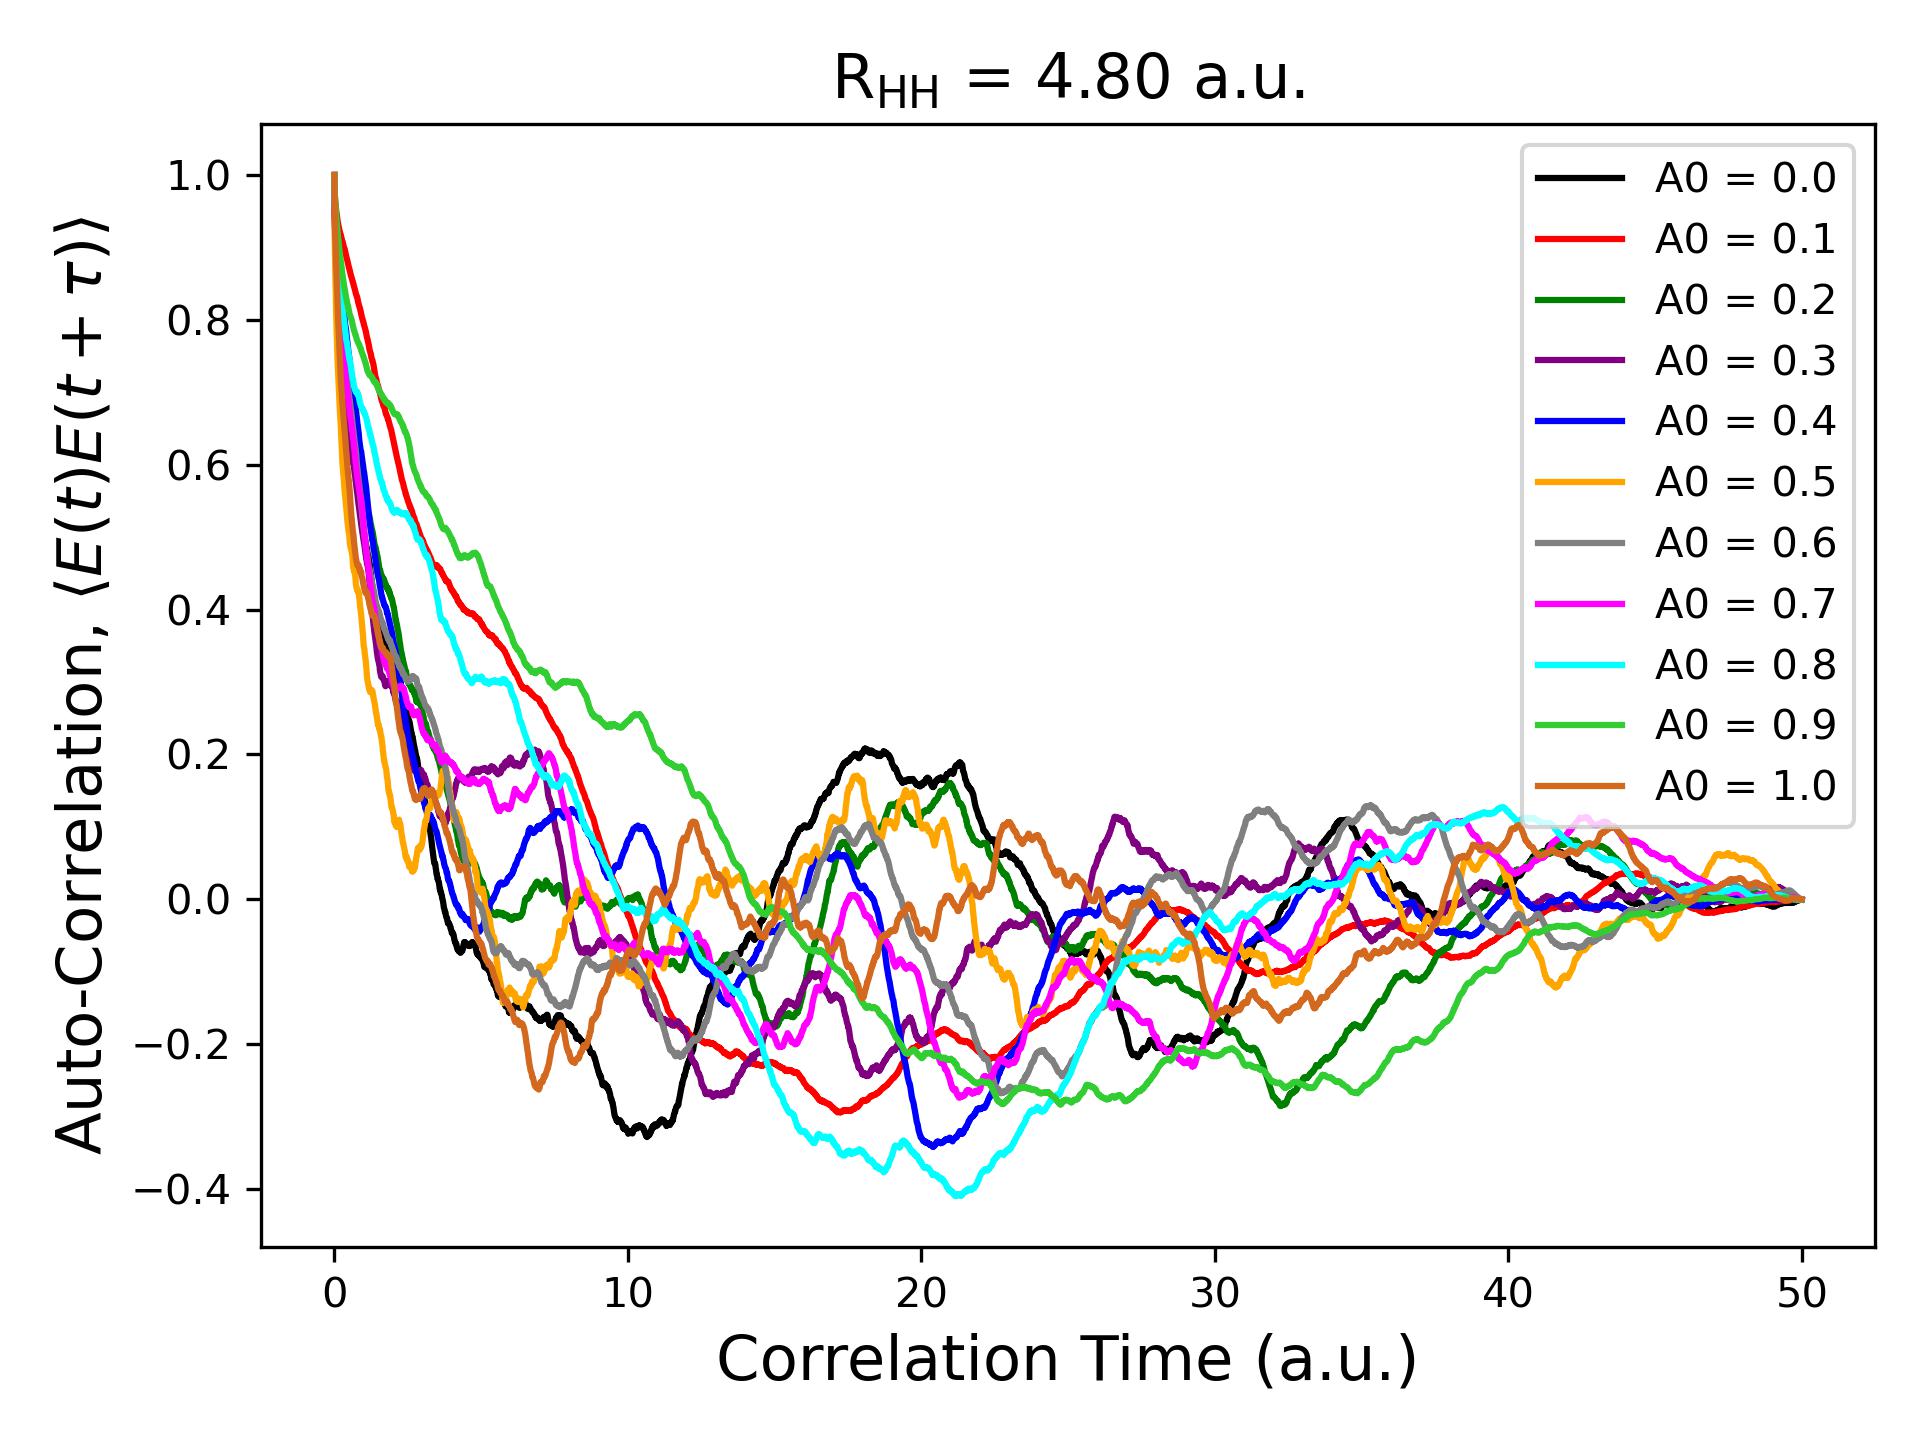 R_HH = 4.80 a.u.
Auto-Correlation, ⟨E(t)E(t + τ)⟩
1.0
0.8
0.6
0.4
0.2
0.0
−0.2
−0.4
A0 = 0.0
A0 = 0.1
A0 = 0.2
A0 = 0.3
A0 = 0.4
A0 = 0.5
A0 = 0.6
A0 = 0.7
A0 = 0.8
A0 = 0.9
A0 = 1.0
0 10 20 30 40 50
Correlation Time (a.u.)